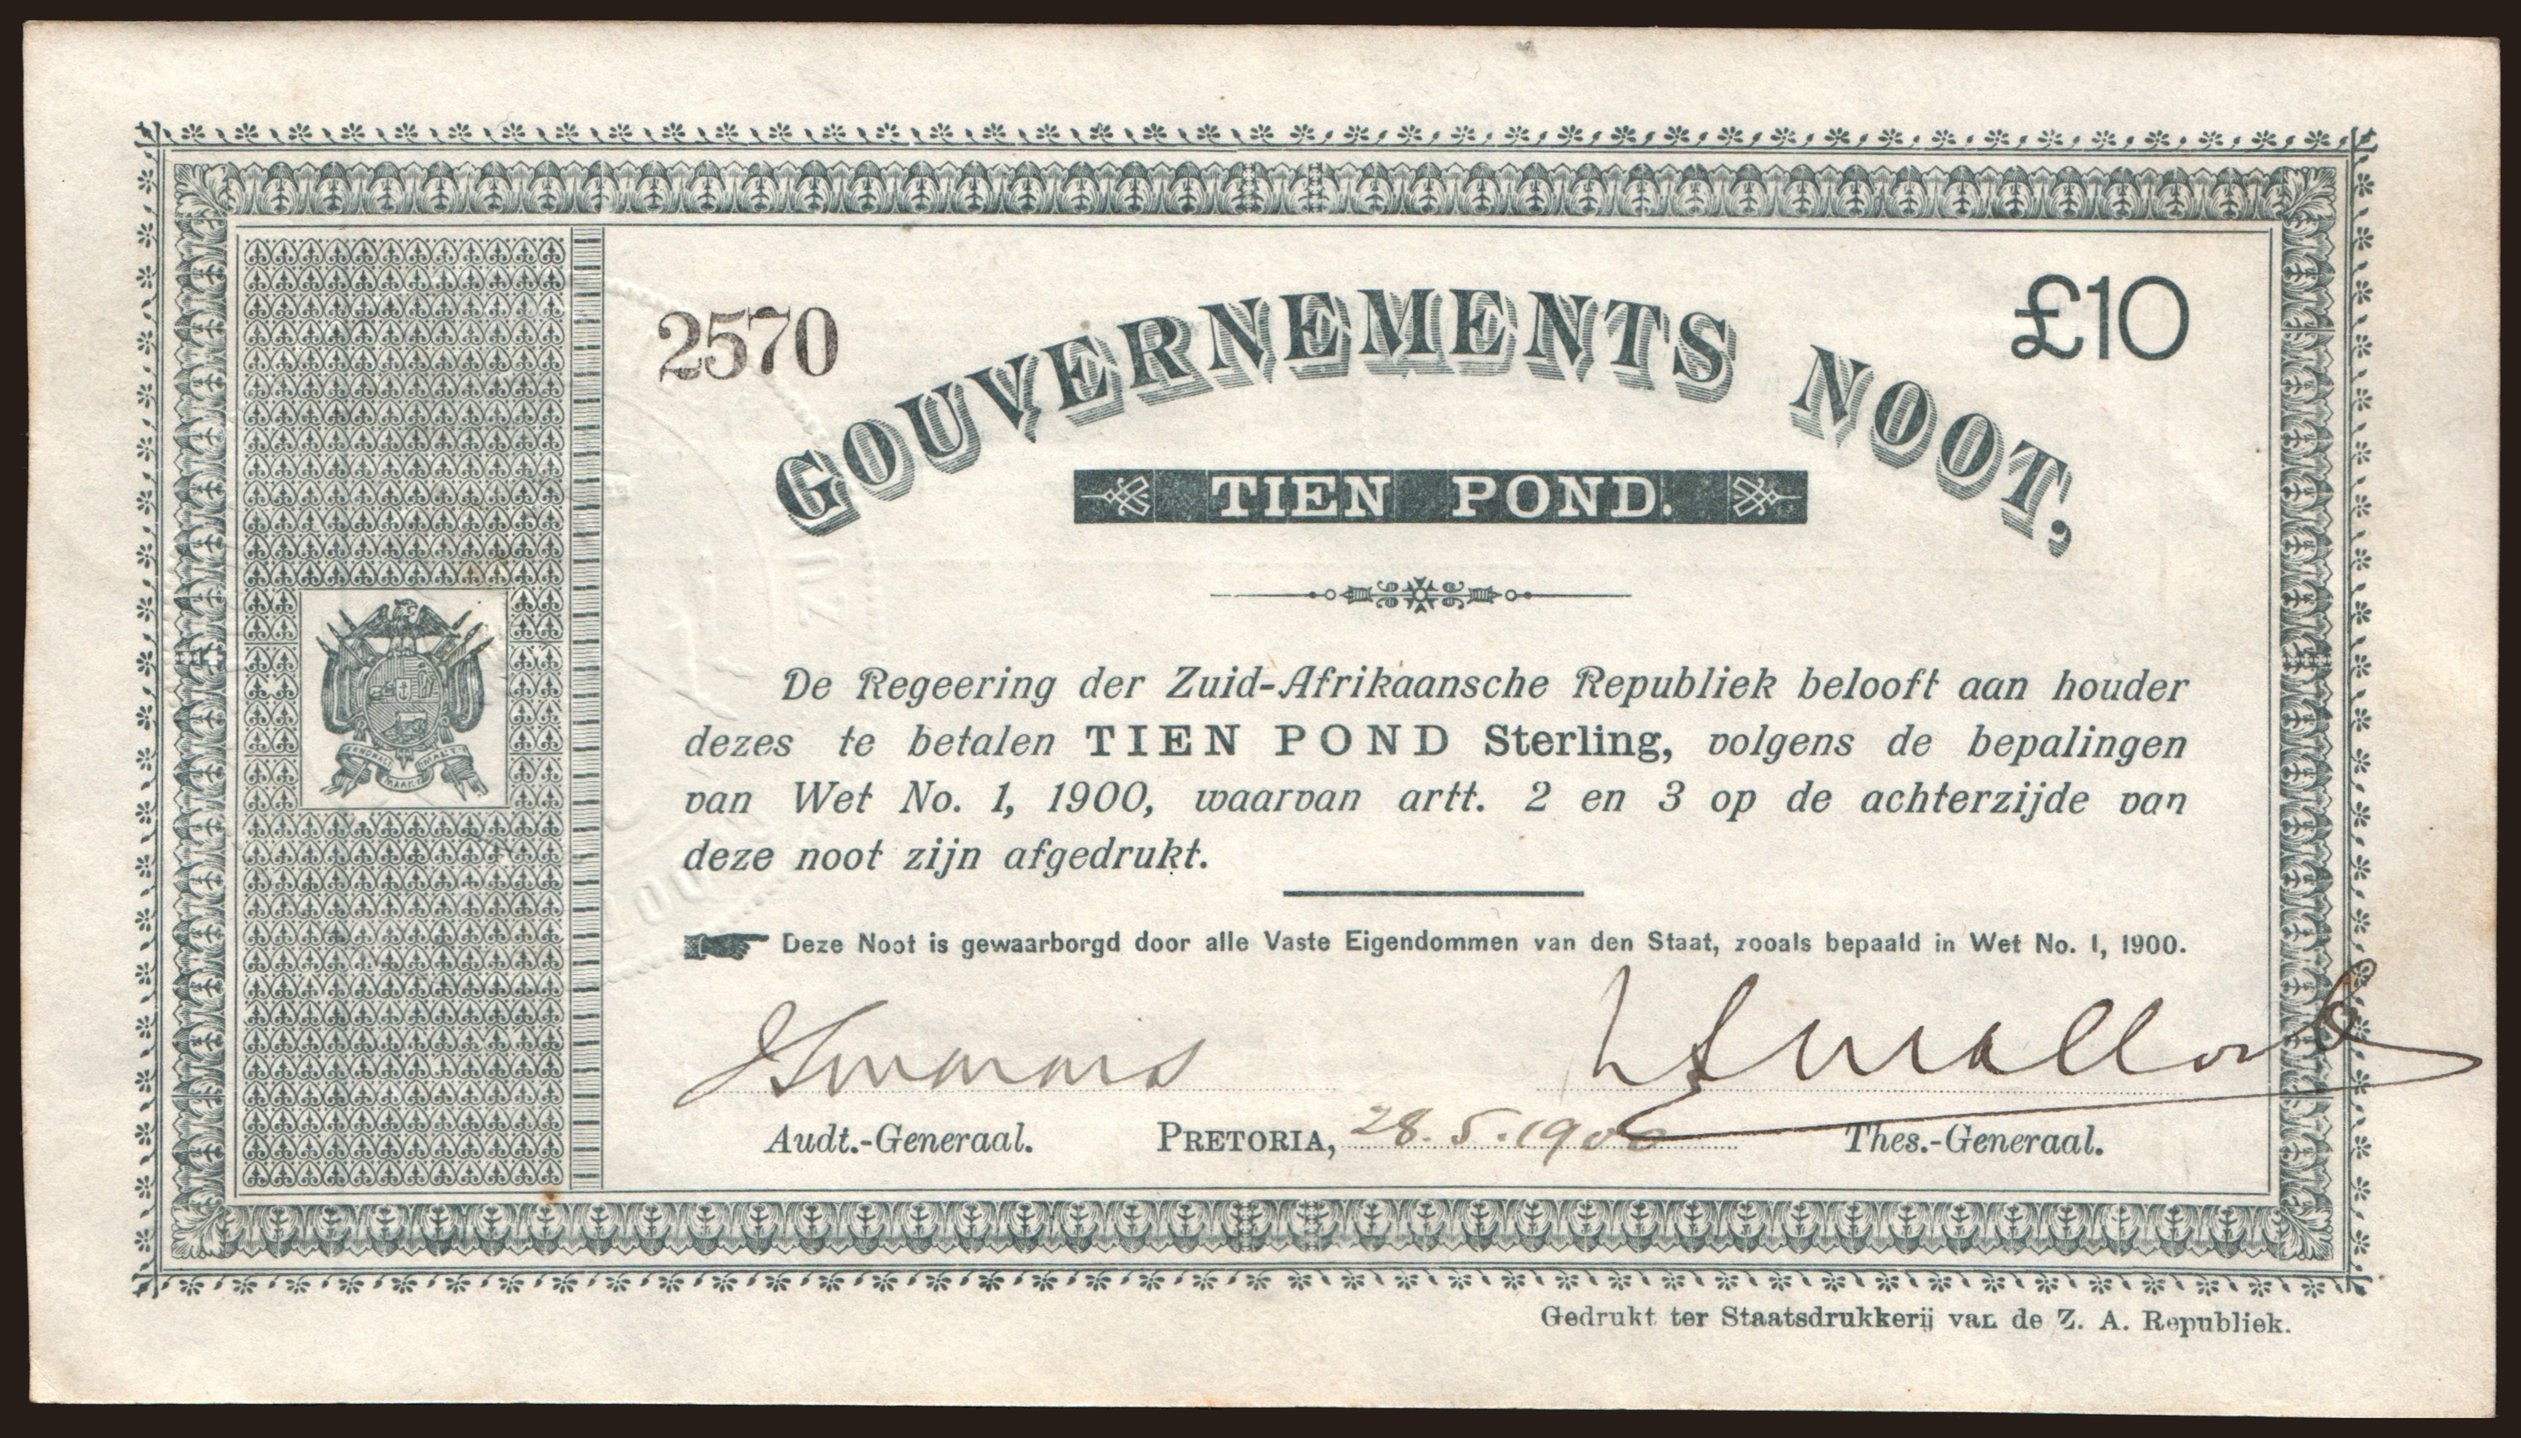 2570
£10
GOUVERNEMENTS NOOT,
TIEN POND.
De Regeering der Zuid-Afrikaansche Republiek belooft aan houder
dezes te betalen TIEN POND Sterling, volgens de bepalingen
van Wet No. 1, 1900, waarvan artt. 2 en 3 op de achterzijde van
deze noot zijn afgedrukt.
Deze Noot is gewaarborgd door alle Vaste Eigendommen van den Staat, zooals bepaald in Wet No. 1, 1900.
Audt.-Generaal.
PRETORIA, 28.5.1900
Thes.-Generaal.
Gedrukt ter Staatsdrukkerij van de Z. A. Republiek.